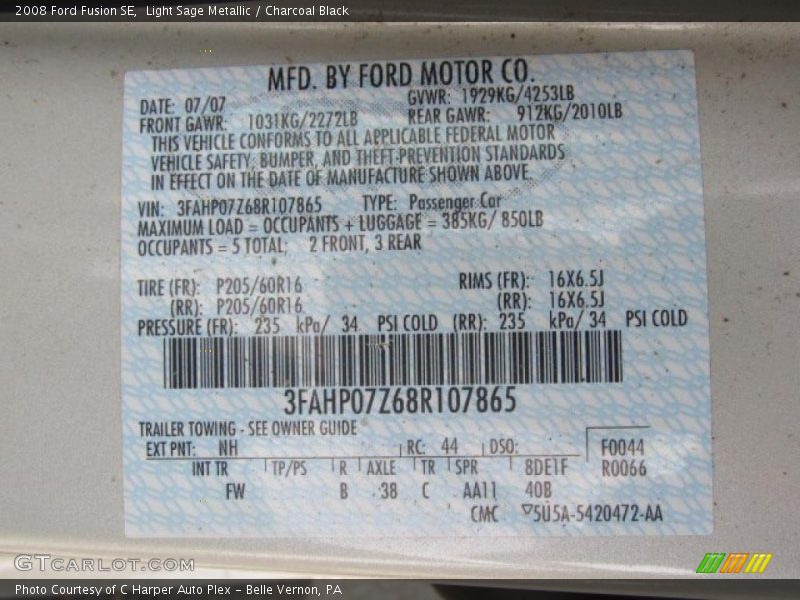 2008 Ford Fusion SE,  Light Sage Metallic / Charcoal Black
MFD. BY FORD MOTOR CO.
DATE: 07/07 GVWR: 1929KG/4253LB
FRONT GAWR: 1031KG/2272LB REAR GAWR: 912KG/2010LB
THIS VEHICLE CONFORMS TO ALL APPLICABLE FEDERAL MOTOR
VEHICLE SAFETY, BUMPER, AND THEFT PREVENTION STANDARDS
IN EFFECT ON THE DATE OF MANUFACTURE SHOWN ABOVE.
VIN: 3FAHP07Z68R107865 TYPE: Passenger Car
MAXIMUM LOAD = OCCUPANTS + LUGGAGE = 385KG/ 850LB
OCCUPANTS = 5 TOTAL; 2 FRONT, 3 REAR
TIRE (FR): P205/60R16 RIMS (FR): 16X6.5J
(RR): P205/60R16 (RR): 16X6.5J
PRESSURE (FR): 235 kPa/ 34 PSI COLD (RR): 235 kPa/ 34 PSI COLD
3FAHP07Z68R107865
TRAILER TOWING - SEE OWNER GUIDE
EXT PNT: NH RC: 44 DSO: F0044
INT TR TP/PS R AXLE TR SPR 8DE1F R0066
FW B 38 C AA11 40B
CMC ▽5U5A-5420472-AA
GTCarLot.com
Photo Courtesy of C Harper Auto Plex – Belle Vernon, PA